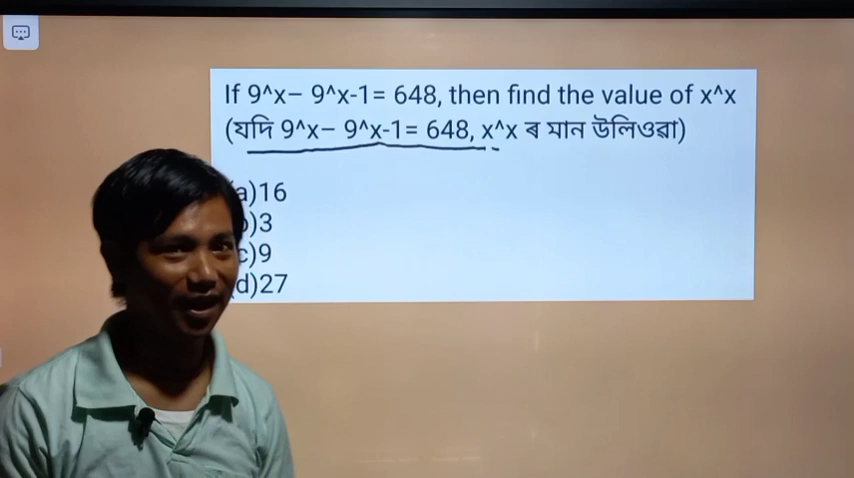 If 9^x– 9^x-1= 648, then find the value of x^x
(যদি 9^x– 9^x-1= 648, x^x ৰ মান উলিওৱা)
a)16
)3
c)9
(d)27